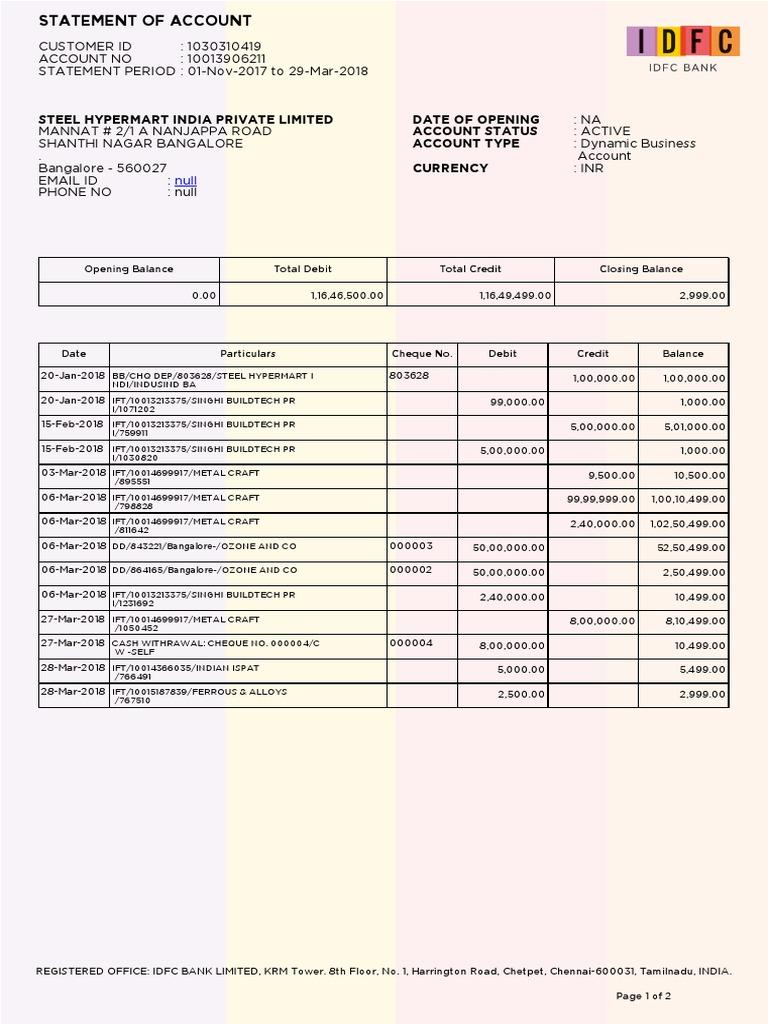 STATEMENT OF ACCOUNT
CUSTOMER ID : 1030310419
ACCOUNT NO : 10013906211
STATEMENT PERIOD : 01-Nov-2017 to 29-Mar-2018
IDFC
IDFC BANK
STEEL HYPERMART INDIA PRIVATE LIMITED
MANNAT # 2/1 A NANJAPPA ROAD
SHANTHI NAGAR BANGALORE
.
Bangalore - 560027
EMAIL ID : null
PHONE NO : null
DATE OF OPENING : NA
ACCOUNT STATUS : ACTIVE
ACCOUNT TYPE : Dynamic Business
Account
CURRENCY : INR
Opening Balance Total Debit Total Credit Closing Balance
0.00 1,16,46,500.00 1,16,49,499.00 2,999.00
Date Particulars Cheque No. Debit Credit Balance
20-Jan-2018 BB/CHQ DEP/803628/STEEL HYPERMART I 803628 1,00,000.00 1,00,000.00
NDI/INDUSIND BA
20-Jan-2018 IFT/10013213375/SINGHI BUILDTECH PR 99,000.00 1,000.00
I/1071202
15-Feb-2018 IFT/10013213375/SINGHI BUILDTECH PR 5,00,000.00 5,01,000.00
I/759911
15-Feb-2018 IFT/10013213375/SINGHI BUILDTECH PR 5,00,000.00 1,000.00
I/1030820
03-Mar-2018 IFT/10014699917/METAL CRAFT 9,500.00 10,500.00
/895551
06-Mar-2018 IFT/10014699917/METAL CRAFT 99,99,999.00 1,00,10,499.00
/798828
06-Mar-2018 IFT/10014699917/METAL CRAFT 2,40,000.00 1,02,50,499.00
/811642
06-Mar-2018 DD/843221/Bangalore-/OZONE AND CO 000003 50,00,000.00 52,50,499.00
06-Mar-2018 DD/864165/Bangalore-/OZONE AND CO 000002 50,00,000.00 2,50,499.00
06-Mar-2018 IFT/10013213375/SINGHI BUILDTECH PR 2,40,000.00 10,499.00
I/1231692
27-Mar-2018 IFT/10014699917/METAL CRAFT 8,00,000.00 8,10,499.00
/1050452
27-Mar-2018 CASH WITHRAWAL: CHEQUE NO. 000004/C 000004 8,00,000.00 10,499.00
W -SELF
28-Mar-2018 IFT/10014366035/INDIAN ISPAT 5,000.00 5,499.00
/766491
28-Mar-2018 IFT/10015187839/FERROUS & ALLOYS 2,500.00 2,999.00
/767510
REGISTERED OFFICE: IDFC BANK LIMITED, KRM Tower. 8th Floor, No. 1, Harrington Road, Chetpet, Chennai-600031, Tamilnadu, INDIA.
Page 1 of 2